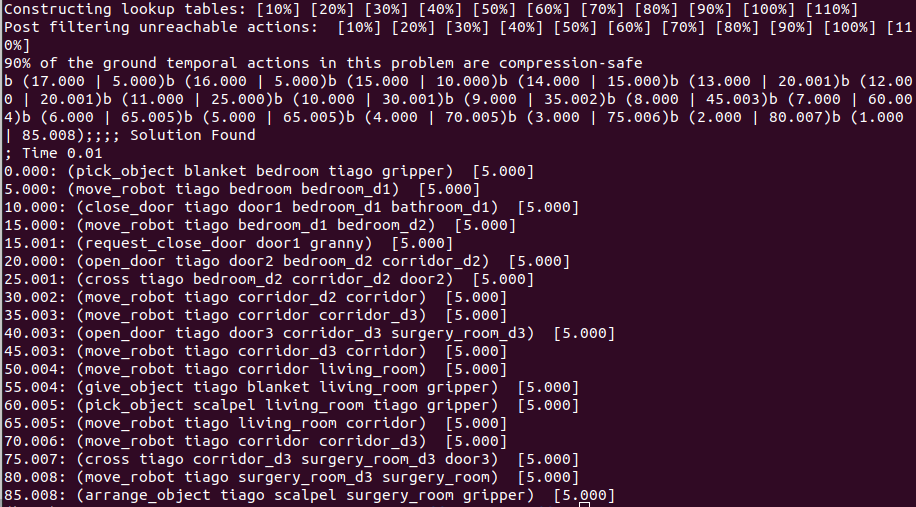 Constructing lookup tables: [10%] [20%] [30%] [40%] [50%] [60%] [70%] [80%] [90%] [100%] [110%]
Post filtering unreachable actions:  [10%] [20%] [30%] [40%] [50%] [60%] [70%] [80%] [90%] [100%] [11
0%]
90% of the ground temporal actions in this problem are compression-safe
b (17.000 | 5.000)b (16.000 | 5.000)b (15.000 | 10.000)b (14.000 | 15.000)b (13.000 | 20.001)b (12.00
0 | 20.001)b (11.000 | 25.000)b (10.000 | 30.001)b (9.000 | 35.002)b (8.000 | 45.003)b (7.000 | 60.00
4)b (6.000 | 65.005)b (5.000 | 65.005)b (4.000 | 70.005)b (3.000 | 75.006)b (2.000 | 80.007)b (1.000 
| 85.008);;;; Solution Found
; Time 0.01
0.000: (pick_object blanket bedroom tiago gripper)  [5.000]
5.000: (move_robot tiago bedroom bedroom_d1)  [5.000]
10.000: (close_door tiago door1 bedroom_d1 bathroom_d1)  [5.000]
15.000: (move_robot tiago bedroom_d1 bedroom_d2)  [5.000]
15.001: (request_close_door door1 granny)  [5.000]
20.000: (open_door tiago door2 bedroom_d2 corridor_d2)  [5.000]
25.001: (cross tiago bedroom_d2 corridor_d2 door2)  [5.000]
30.002: (move_robot tiago corridor_d2 corridor)  [5.000]
35.003: (move_robot tiago corridor corridor_d3)  [5.000]
40.003: (open_door tiago door3 corridor_d3 surgery_room_d3)  [5.000]
45.003: (move_robot tiago corridor_d3 corridor)  [5.000]
50.004: (move_robot tiago corridor living_room)  [5.000]
55.004: (give_object tiago blanket living_room gripper)  [5.000]
60.005: (pick_object scalpel living_room tiago gripper)  [5.000]
65.005: (move_robot tiago living_room corridor)  [5.000]
70.006: (move_robot tiago corridor corridor_d3)  [5.000]
75.007: (cross tiago corridor_d3 surgery_room_d3 door3)  [5.000]
80.008: (move_robot tiago surgery_room_d3 surgery_room)  [5.000]
85.008: (arrange_object tiago scalpel surgery_room gripper)  [5.000]